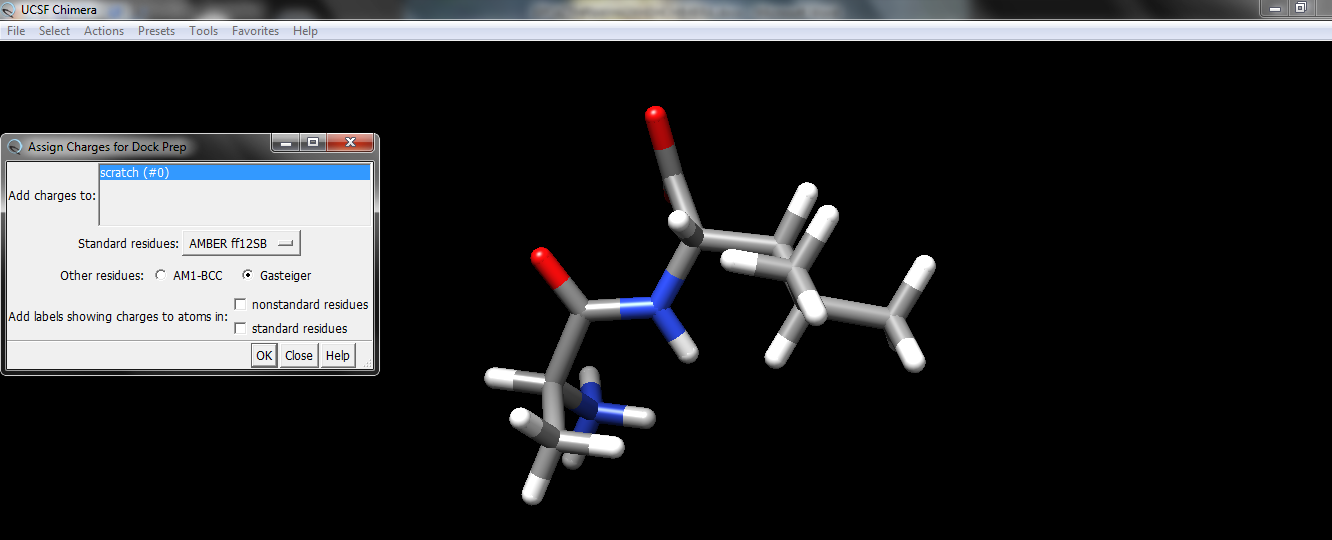 UCSF Chimera
File Select Actions Presets Tools Favorites Help
Assign Charges for Dock Prep
Add charges to: scratch (#0)
Standard residues: AMBER ff12SB
Other residues: AM1-BCC Gasteiger
Add labels showing charges to atoms in: nonstandard residues
standard residues
OK Close Help